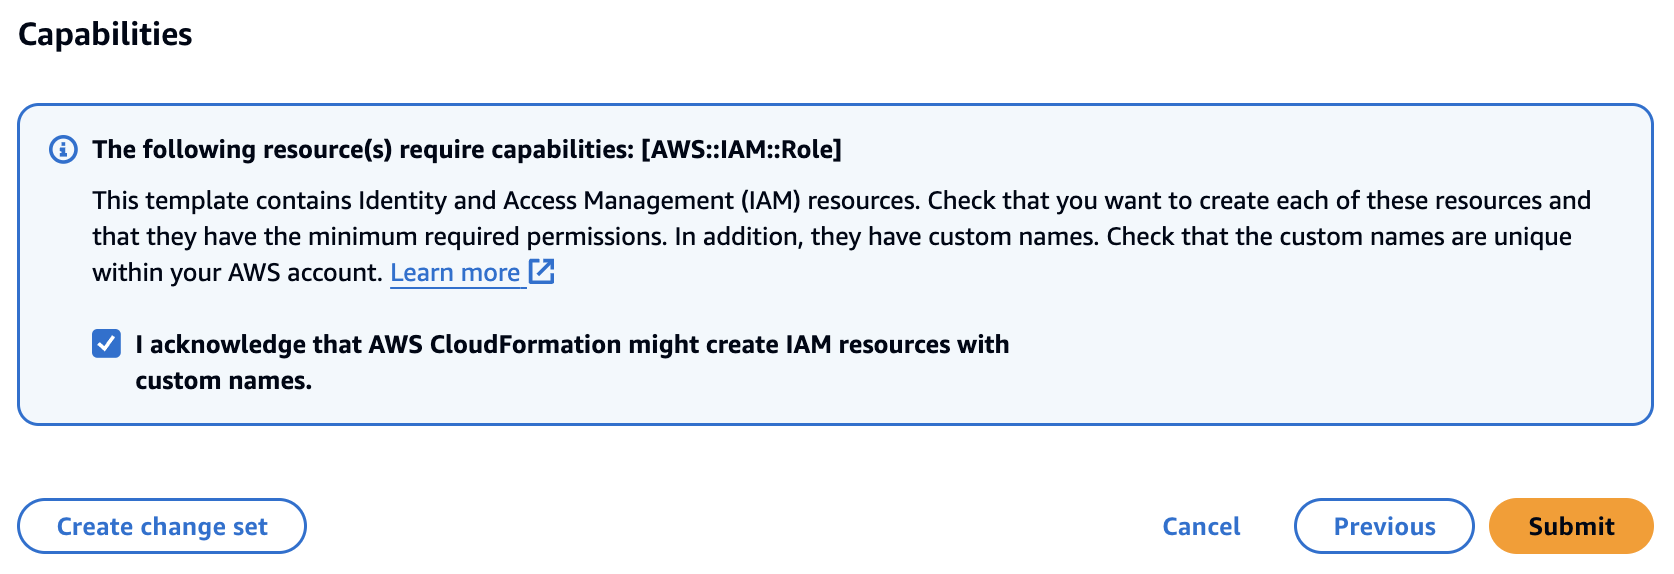 Capabilities
The following resource(s) require capabilities: [AWS::IAM::Role]
This template contains Identity and Access Management (IAM) resources. Check that you want to create each of these resources and
that they have the minimum required permissions. In addition, they have custom names. Check that the custom names are unique
within your AWS account. Learn more
I acknowledge that AWS CloudFormation might create IAM resources with
custom names.
Create change set
Cancel
Previous
Submit